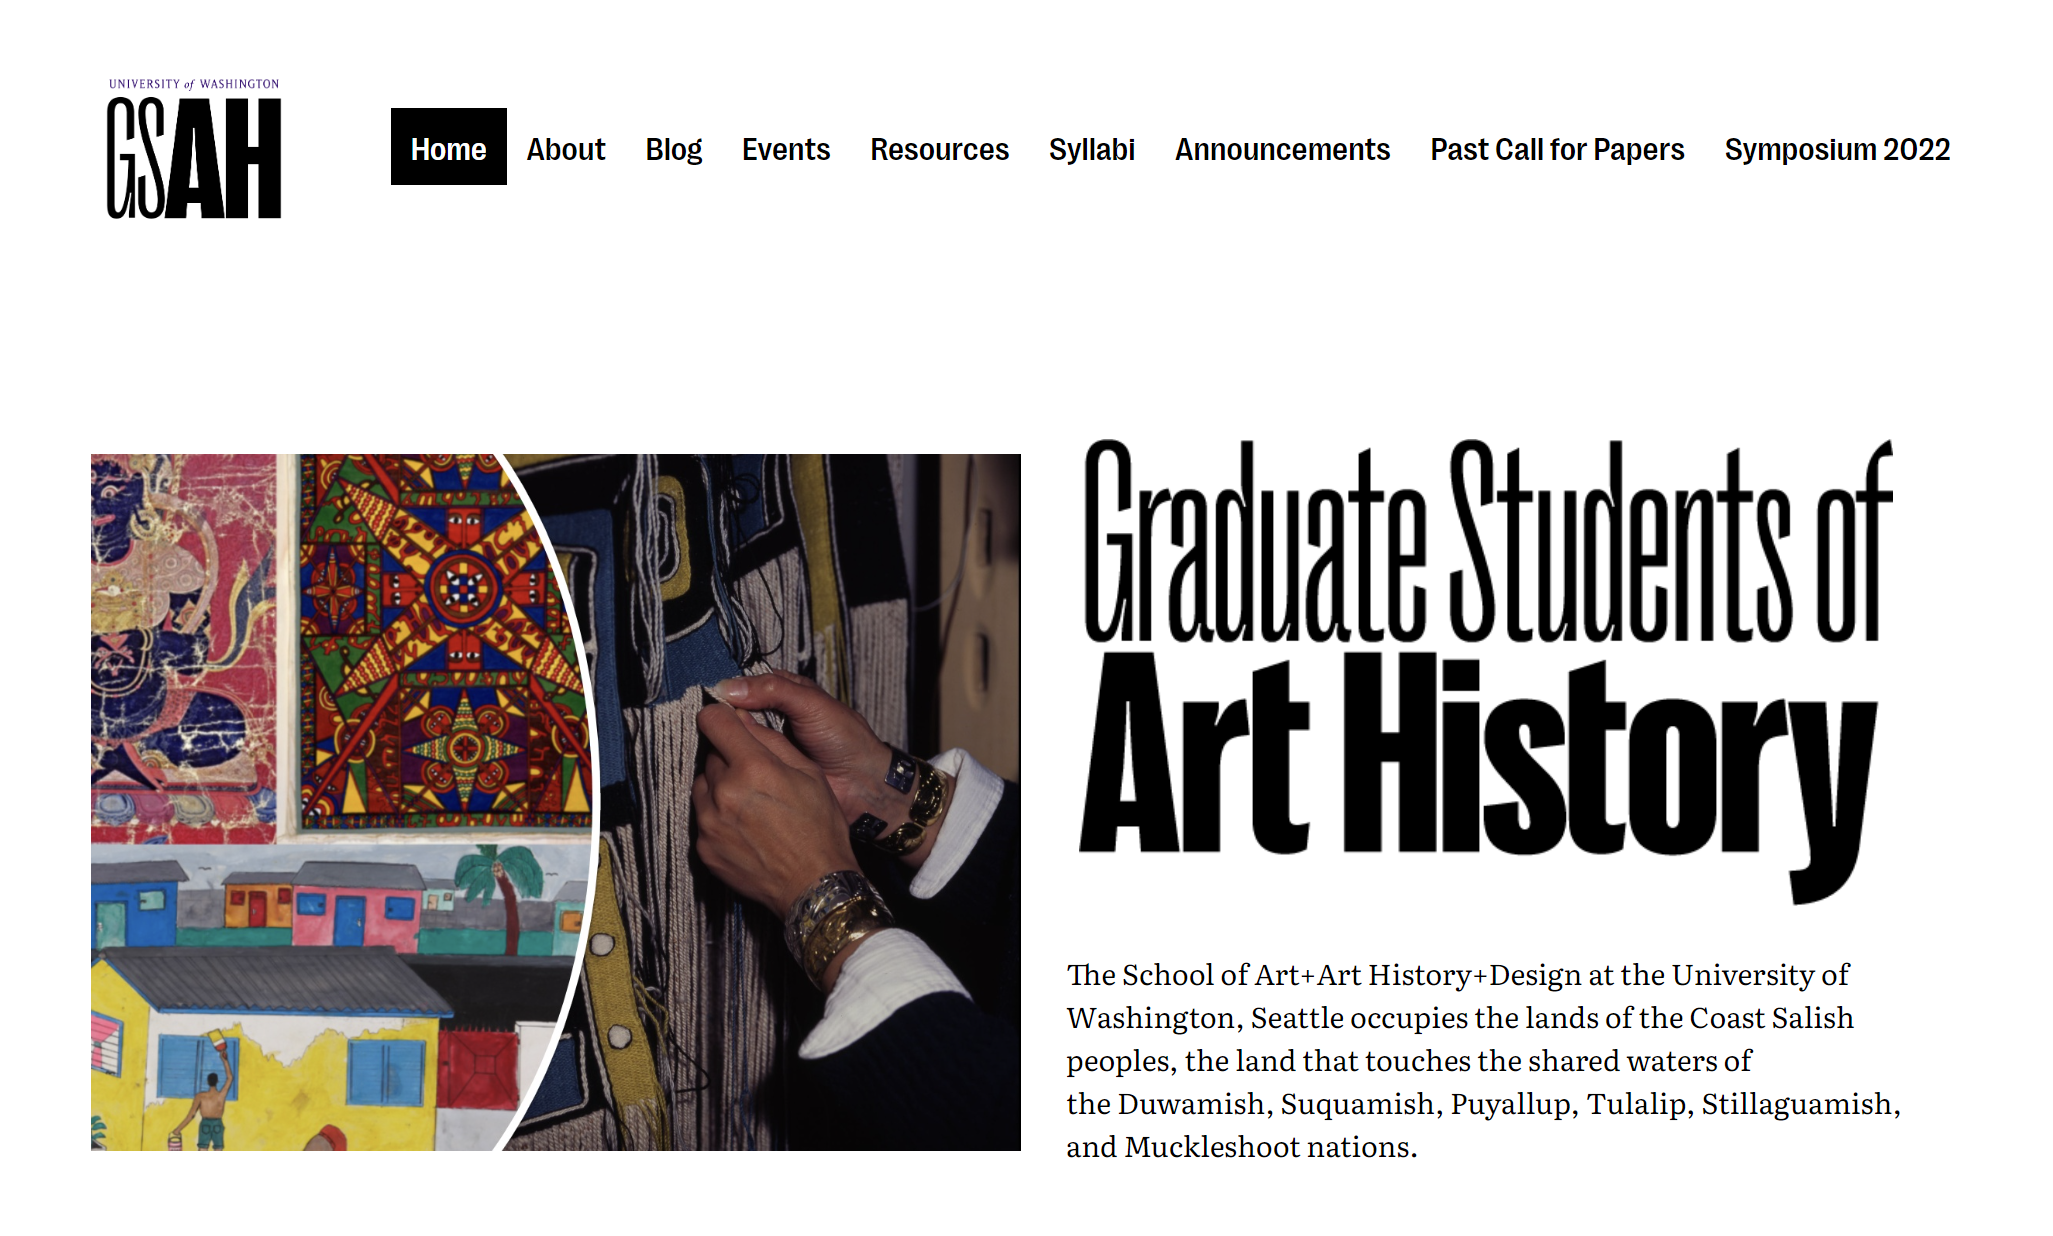 UNIVERSITY of WASHINGTON
GSAH
Home
About
Blog
Events
Resources
Syllabi
Announcements
Past Call for Papers
Symposium 2022
Graduate Students of
Art History
The School of Art+Art History+Design at the University of
Washington, Seattle occupies the lands of the Coast Salish
peoples, the land that touches the shared waters of
the Duwamish, Suquamish, Puyallup, Tulalip, Stillaguamish,
and Muckleshoot nations.